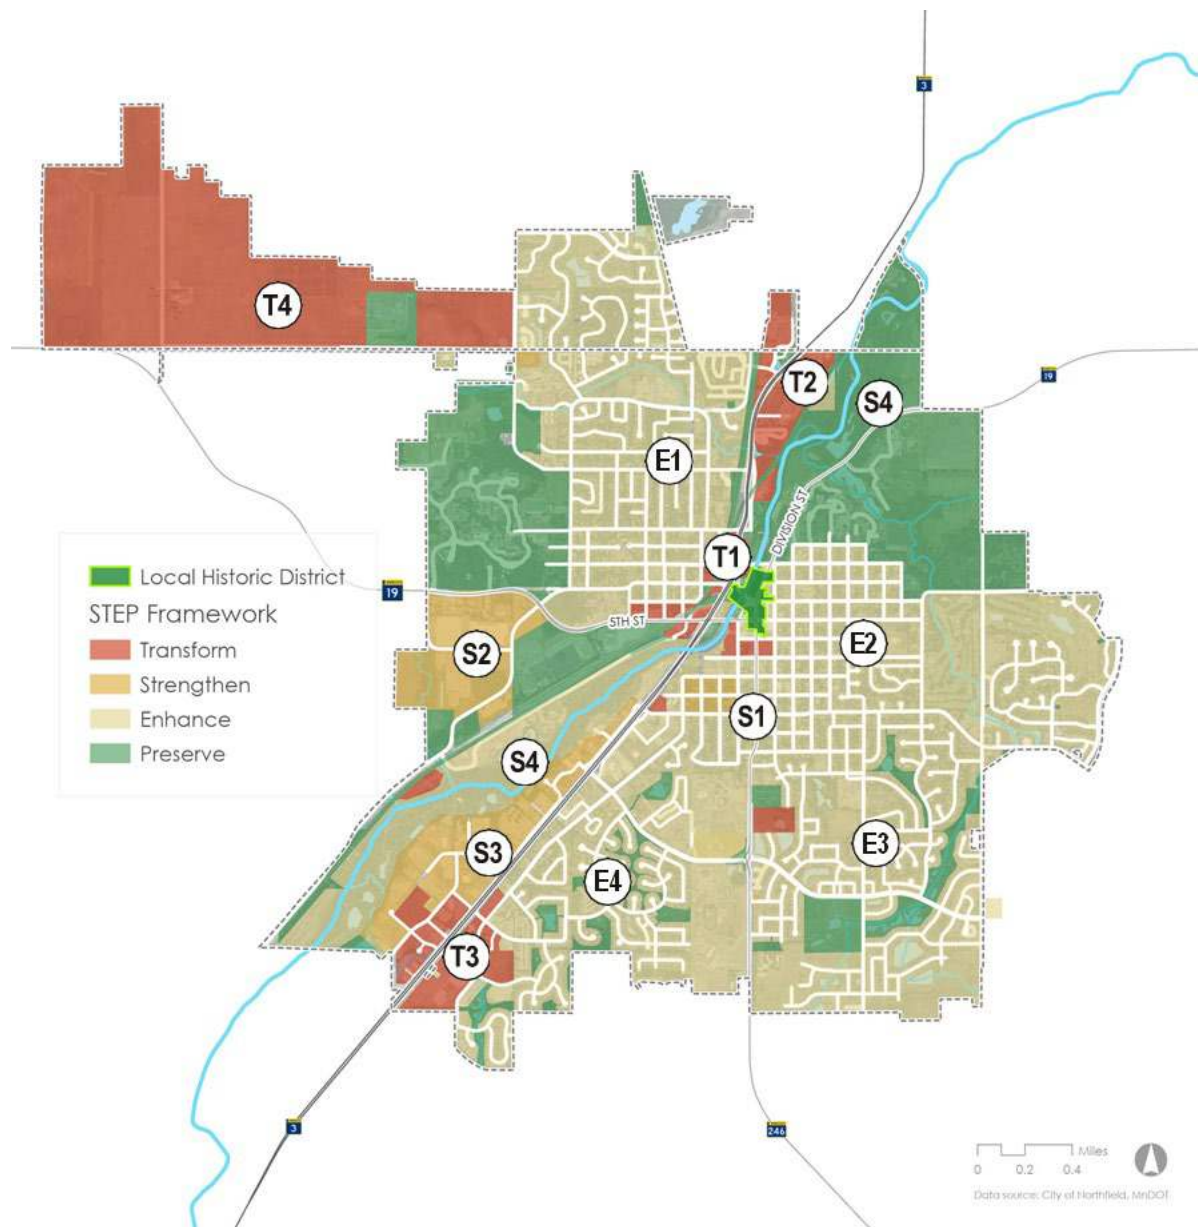 3
T4
T2
19
S4
E1
DIVISION ST
T1
Local Historic District
19
STEP Framework
5TH ST
Transform
E2
S2
Strengthen
Enhance
S1
Preserve
S4
E3
S3
E4
T3
3
246
Miles
0 0.2 0.4
Data source: City of Northfield, MnDOT